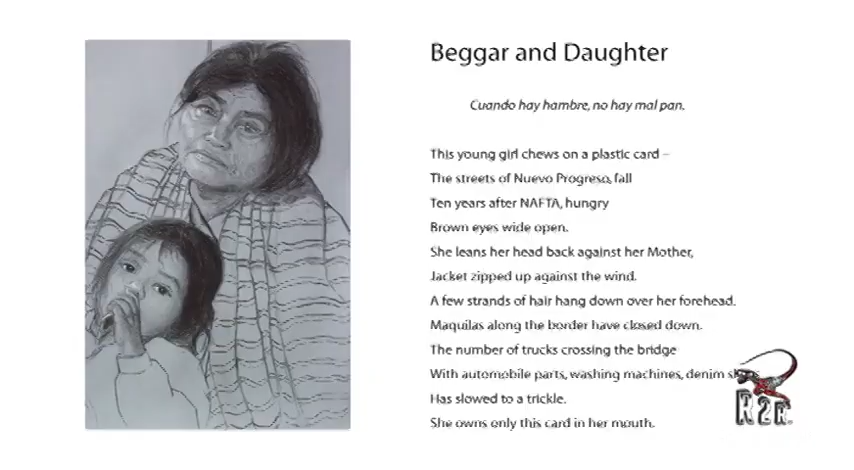 Beggar and Daughter
Cuando hay hambre, no hay mal pan.
This young girl chews on a plastic card –
The streets of Nuevo Progreso, fall
Ten years after NAFTA, hungry
Brown eyes wide open.
She leans her head back against her Mother,
Jacket zipped up against the wind.
A few strands of hair hang down over her forehead.
Maquilas along the border have closed down.
The number of trucks crossing the bridge
With automobile parts, washing machines, denim
Has slowed to a trickle.
She owns only this card in her mouth.
R2R